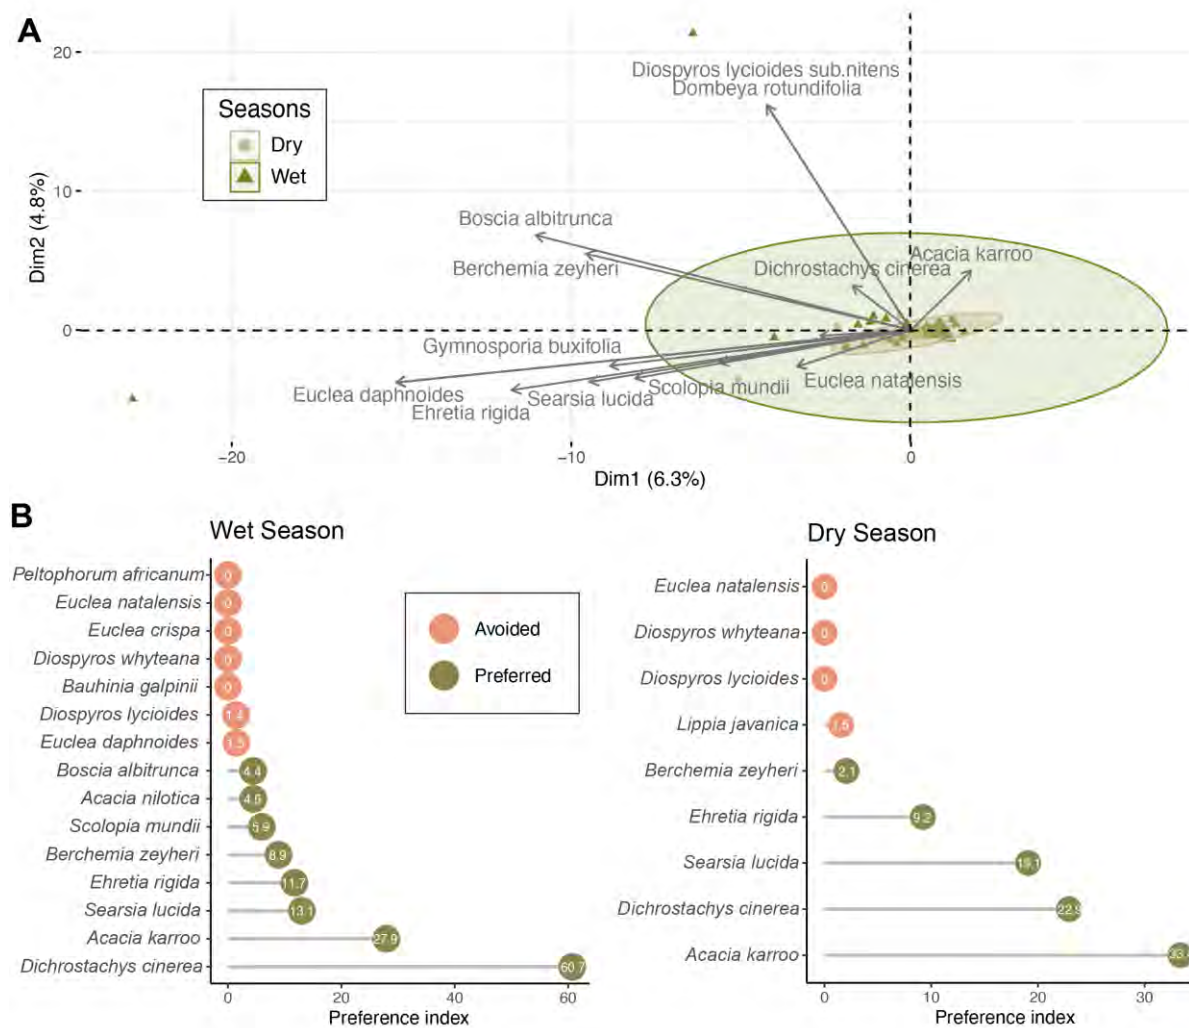 A
20
10
0
Dim2 (4.8%)
Seasons
Dry
Wet
Diospyros lycioides sub.nitens
Dombeya rotundifolia
Boscia albitrunca
Berchemia zeyheri
Dichrostachys cinerea
Acacia karroo
Gymnosporia buxifolia
Euclea daphnoides
Ehretia rigida
Searsia lucida
Scolopia mundii
Euclea natalensis
−20
−10
0
Dim1 (6.3%)
B
Wet Season
Peltophorum africanum 0
Euclea natalensis 0
Euclea crispa 0
Diospyros whyteana 0
Bauhinia galpinii 0
Diospyros lycioides 1.4
Euclea daphnoides 1.5
Boscia albitrunca 4.4
Acacia nilotica 4.5
Scolopia mundii 5.9
Berchemia zeyheri 8.9
Ehretia rigida 11.7
Searsia lucida 13.1
Acacia karroo 27.9
Dichrostachys cinerea 60.7
0 20 40 60
Preference index
Avoided
Preferred
Dry Season
Euclea natalensis 0
Diospyros whyteana 0
Diospyros lycioides 0
Lippia javanica 1.5
Berchemia zeyheri 2.1
Ehretia rigida 9.2
Searsia lucida 19.1
Dichrostachys cinerea 22.9
Acacia karroo
0 10 20 30
Preference index